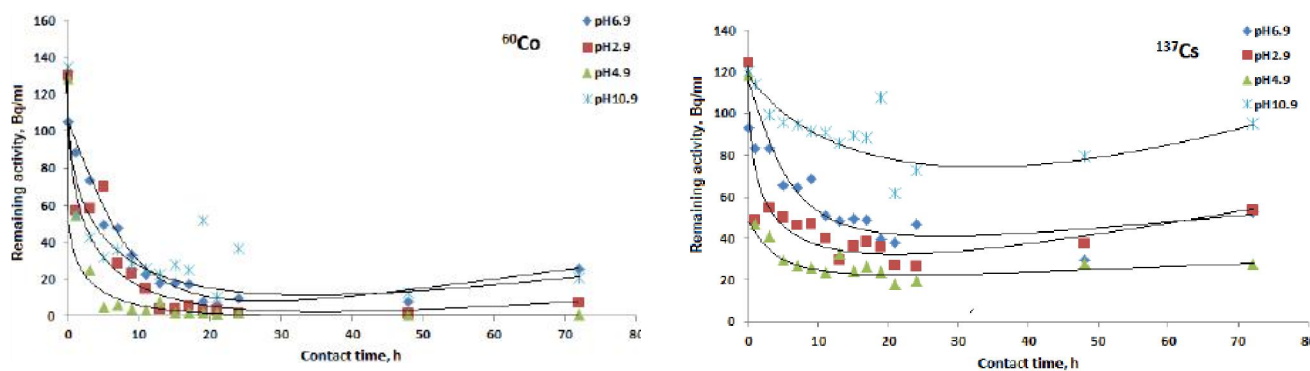 160
140
120
100
80
60
40
20
0
Remaining activity, Bq/ml
0 10 20 30 40 50 60 70 80
Contact time, h
⁶⁰Co
pH6.9
pH2.9
pH4.9
pH10.9
140
120
100
80
60
40
20
0
Remaining activity, Bq/ml
0 10 20 30 40 50 60 70 80
Contact time, h
¹³⁷Cs
pH6.9
pH2.9
pH4.9
pH10.9